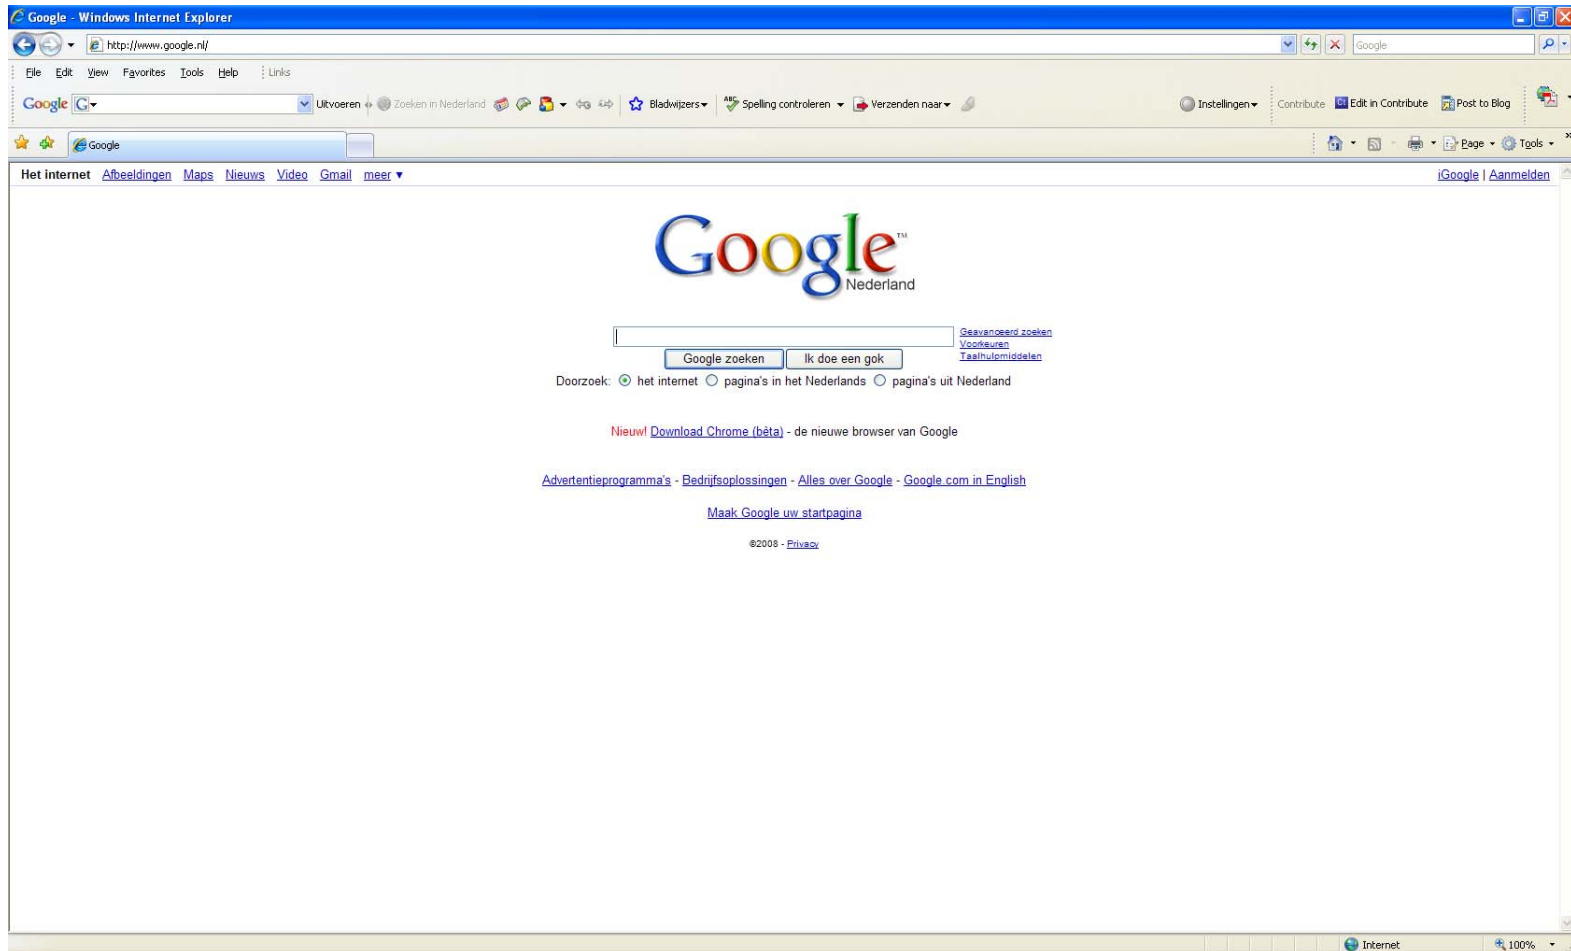 Google - Windows Internet Explorer
http://www.google.nl/
Google
File Edit View Favorites Tools Help Links
Google G Uitvoeren Zoeken in Nederland Bladwijzers ABC Spelling controleren Verzenden naar Instellingen Contribute Ct Edit in Contribute Post to Blog
Google Page Tools »
Het internet Afbeeldingen Maps Nieuws Video Gmail meer ▼ iGoogle | Aanmelden
Google™
Nederland
Geavanceerd zoeken
Voorkeuren
Taalhulpmiddelen
Google zoeken Ik doe een gok
Doorzoek: het internet pagina's in het Nederlands pagina's uit Nederland
Nieuw! Download Chrome (bèta) - de nieuwe browser van Google
Advertentieprogramma's - Bedrijfsoplossingen - Alles over Google - Google.com in English
Maak Google uw startpagina
©2008 - Privacy
Internet 100%